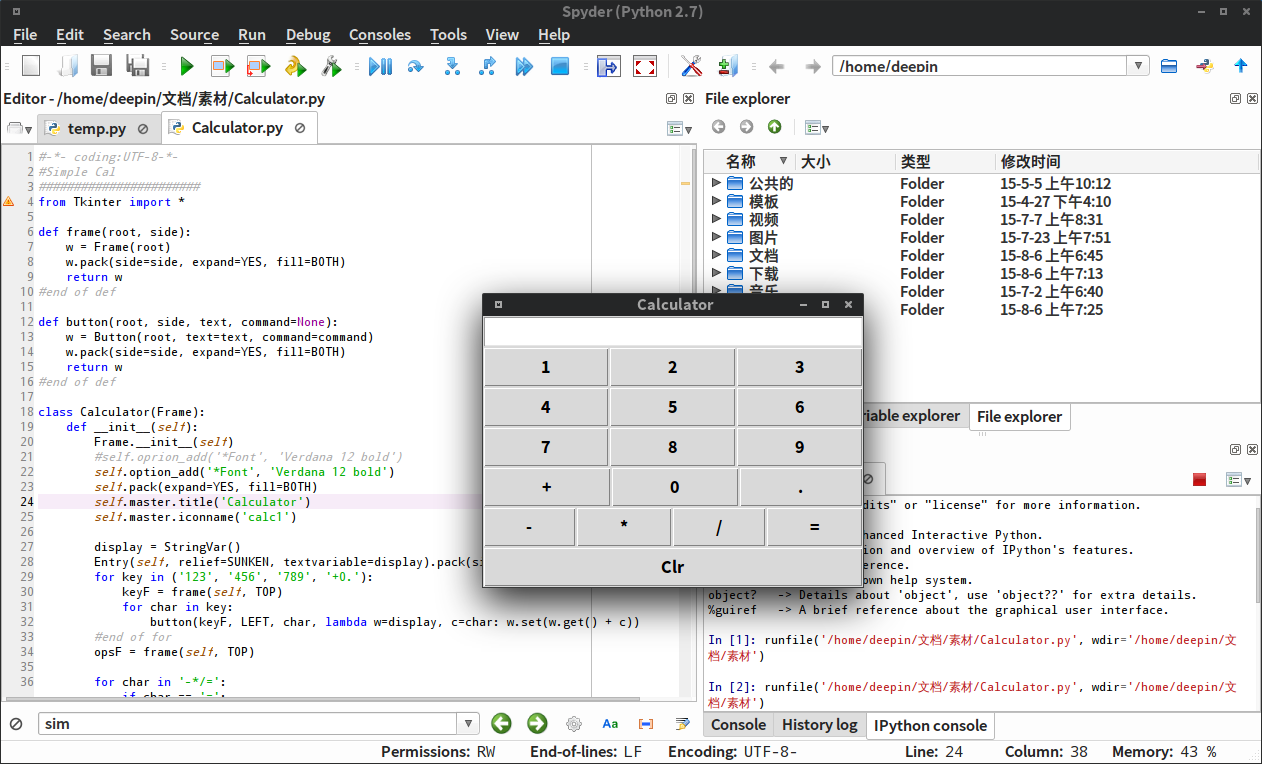 Spyder (Python 2.7)
File Edit Search Source Run Debug Consoles Tools View Help
/home/deepin
Editor - /home/deepin/文档/素材/Calculator.py
temp.py Calculator.py
1 #-*- coding:UTF-8-*-
2 #Simple Cal
3 #######################
4 from Tkinter import *
5
6 def frame(root, side):
7 w = Frame(root)
8 w.pack(side=side, expand=YES, fill=BOTH)
9 return w
10 #end of def
11
12 def button(root, side, text, command=None):
13 w = Button(root, text=text, command=command)
14 w.pack(side=side, expand=YES, fill=BOTH)
15 return w
16 #end of def
17
18 class Calculator(Frame):
19 def __init__(self):
20 Frame.__init__(self)
21 #self.oprion_add('*Font', 'Verdana 12 bold')
22 self.option_add('*Font', 'Verdana 12 bold')
23 self.pack(expand=YES, fill=BOTH)
24 self.master.title('Calculator')
25 self.master.iconname('calc1')
26
27 display = StringVar()
28 Entry(self, relief=SUNKEN, textvariable=display).pack(si
29 for key in ('123', '456', '789', '+0.'):
30 keyF = frame(self, TOP)
31 for char in key:
32 button(keyF, LEFT, char, lambda w=display, c=char: w.set(w.get() + c))
33 #end of for
34 opsF = frame(self, TOP)
35
36 for char in '-*/=':
if char == '=':
sim
Aa
File explorer
名称 大小 类型 修改时间
公共的 Folder 15-5-5 上午10:12
模板 Folder 15-4-27 下午4:10
视频 Folder 15-7-7 上午8:31
图片 Folder 15-7-23 上午7:51
文档 Folder 15-8-6 上午6:45
下载 Folder 15-8-6 上午7:13
音乐 Folder 15-7-2 上午6:40
Folder 15-8-6 上午7:25
Calculator
1 2 3
4 5 6
7 8 9
+ 0 .
- * / =
Clr
riable explorer File explorer
dits" or "license" for more information.
hanced Interactive Python.
ion and overview of IPython's features.
erence.
own help system.
object? -> Details about 'object', use 'object??' for extra details.
%guiref -> A brief reference about the graphical user interface.
In [1]: runfile('/home/deepin/文档/素材/Calculator.py', wdir='/home/deepin/文
档/素材')
In [2]: runfile('/home/deepin/文档/素材/Calculator.py', wdir='/home/deepin/文
档/素材')
Console History log IPython console
Permissions: RW End-of-lines: LF Encoding: UTF-8- Line: 24 Column: 38 Memory: 43 %